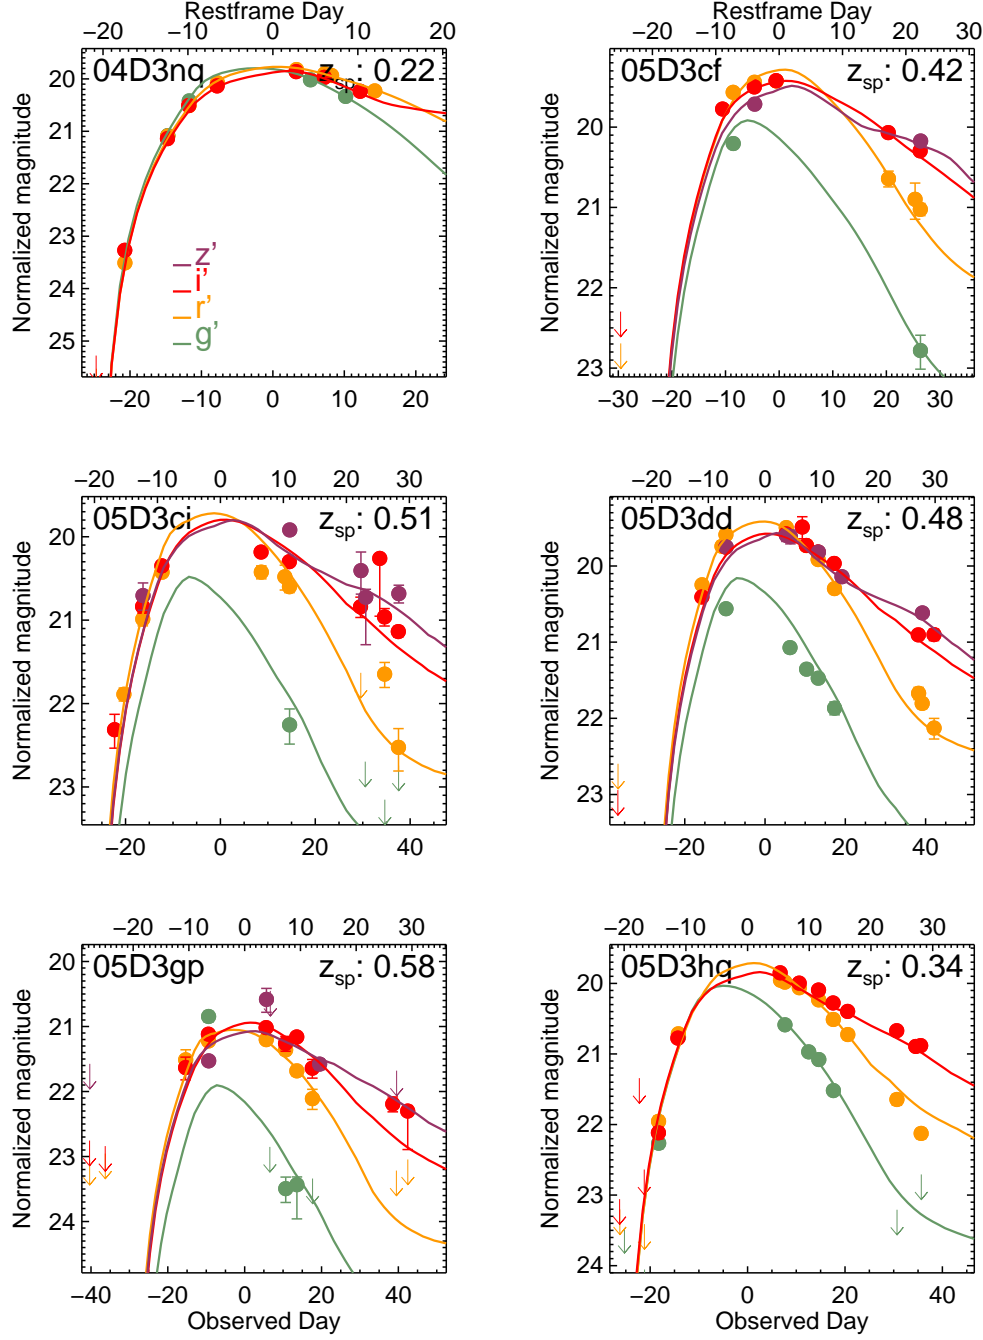 Restframe Day
Restframe Day
−20 −10 0 10 20
−20 −10 0 10 20 30
04D3nq z_sp: 0.22
05D3cf z_sp: 0.42
Normalized magnitude
20
21
22
23
24
25
z’
i’
r’
g’
Normalized magnitude
20
21
22
23
−20 −10 0 10 20
−30 −20 −10 0 10 20 30
−20 −10 0 10 20 30
−20 −10 0 10 20 30
05D3ci z_sp: 0.51
05D3dd z_sp: 0.48
Normalized magnitude
20
21
22
23
Normalized magnitude
20
21
22
23
−20 0 20 40
−20 0 20 40
−20 −10 0 10 20 30
−20 −10 0 10 20 30
05D3gp z_sp: 0.58
05D3hq z_sp: 0.34
Normalized magnitude
20
21
22
23
24
Normalized magnitude
20
21
22
23
24
−40 −20 0 20 40
−20 0 20 40
Observed Day
Observed Day